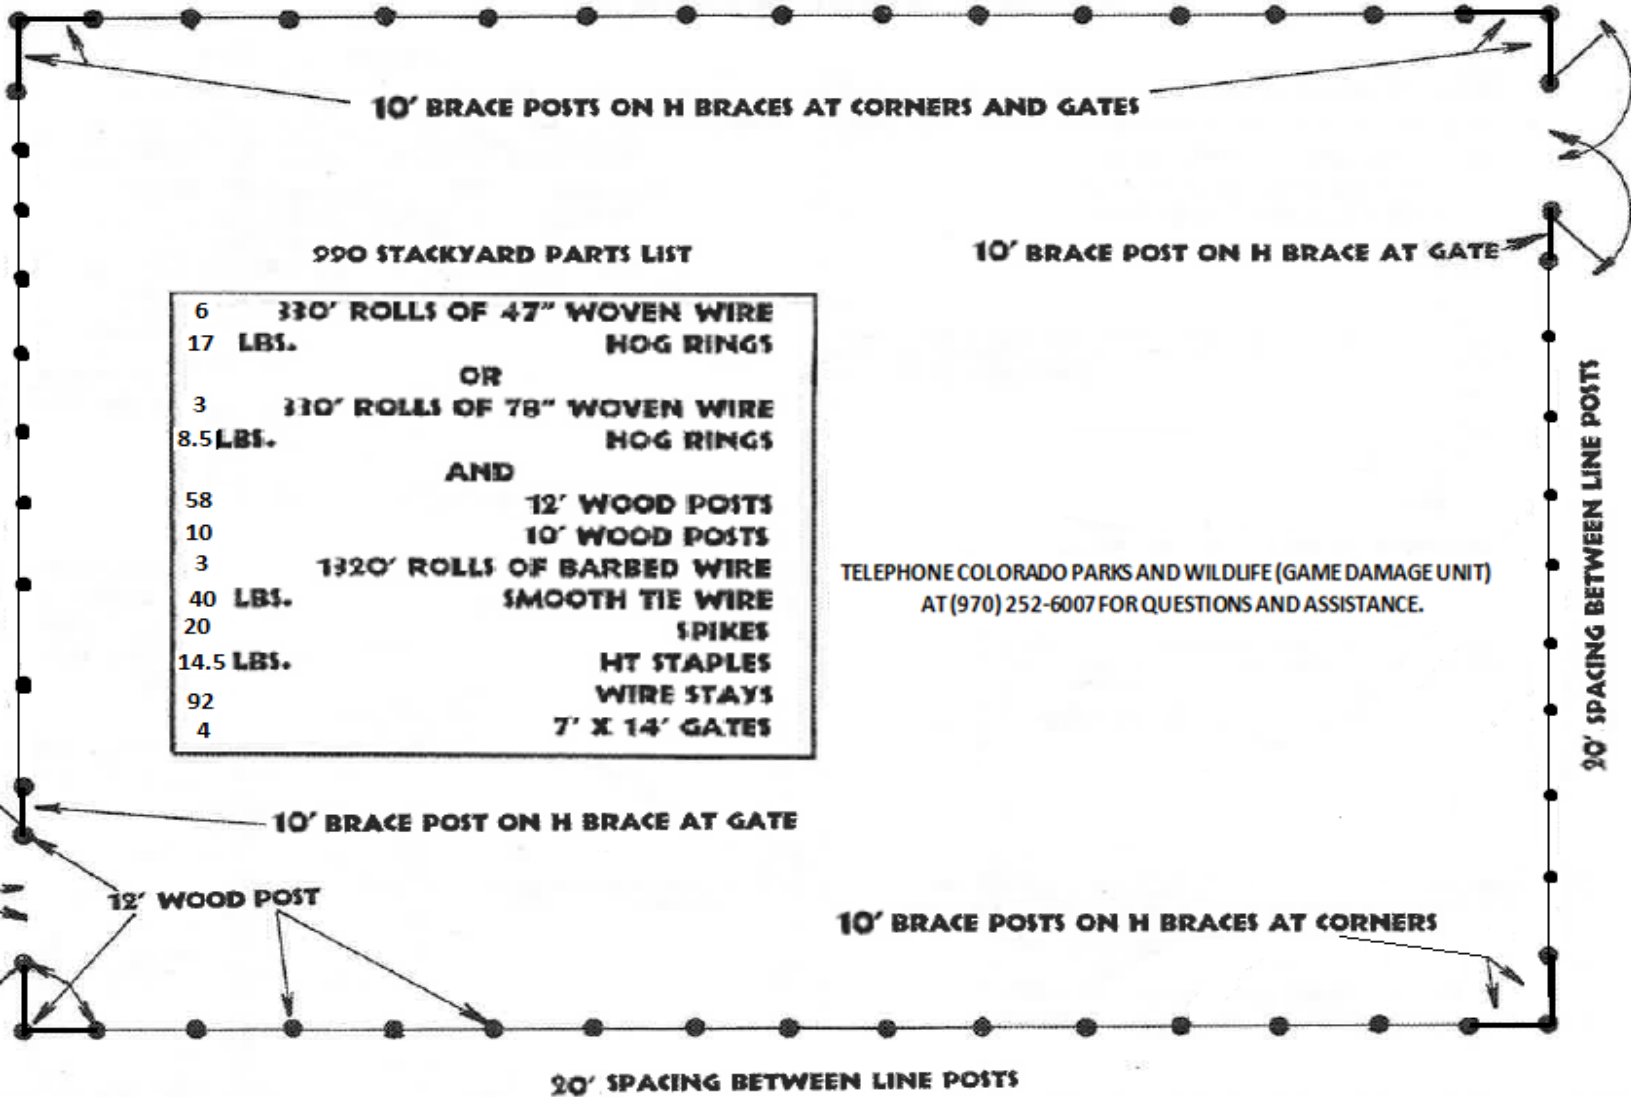 10' BRACE POSTS ON H BRACES AT CORNERS AND GATES
990 STACKYARD PARTS LIST
10' BRACE POST ON H BRACE AT GATE
6 330' ROLLS OF 47" WOVEN WIRE
17 LBS. HOG RINGS
OR
3 330' ROLLS OF 78" WOVEN WIRE
8.5 LBS. HOG RINGS
AND
58 12' WOOD POSTS
10 10' WOOD POSTS
3 1320' ROLLS OF BARBED WIRE
40 LBS. SMOOTH TIE WIRE
20 SPIKES
14.5 LBS. HT STAPLES
92 WIRE STAYS
4 7' X 14' GATES
TELEPHONE COLORADO PARKS AND WILDLIFE (GAME DAMAGE UNIT)
AT (970) 252-6007 FOR QUESTIONS AND ASSISTANCE.
20' SPACING BETWEEN LINE POSTS
10' BRACE POST ON H BRACE AT GATE
12' WOOD POST
10' BRACE POSTS ON H BRACES AT CORNERS
20' SPACING BETWEEN LINE POSTS